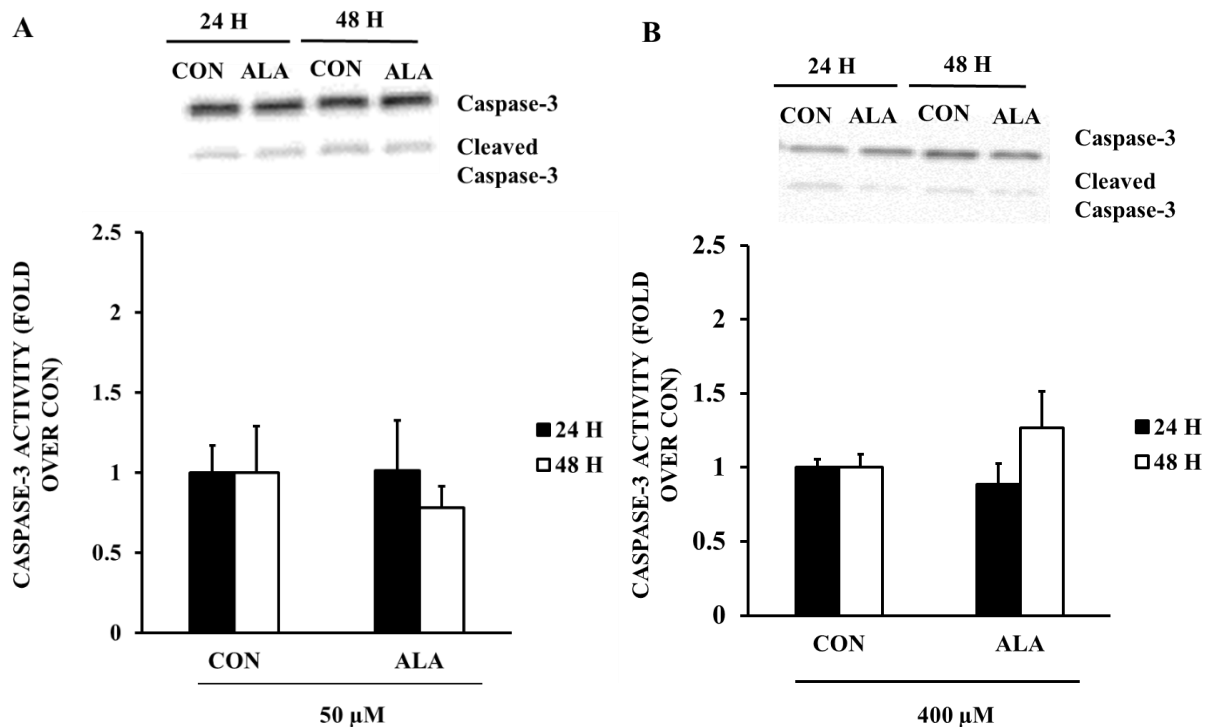 A
24 H 48 H
CON ALA CON ALA
Caspase-3
Cleaved
Caspase-3
CASPASE-3 ACTIVITY (FOLD
OVER CON)
2.5
2
1.5
1
0.5
0
24 H
48 H
CON ALA
50 µM
B
24 H 48 H
CON ALA CON ALA
Caspase-3
Cleaved
Caspase-3
CASPASE-3 ACTIVITY (FOLD
OVER CON)
2.5
2
1.5
1
0.5
0
24 H
48 H
CON ALA
400 µM